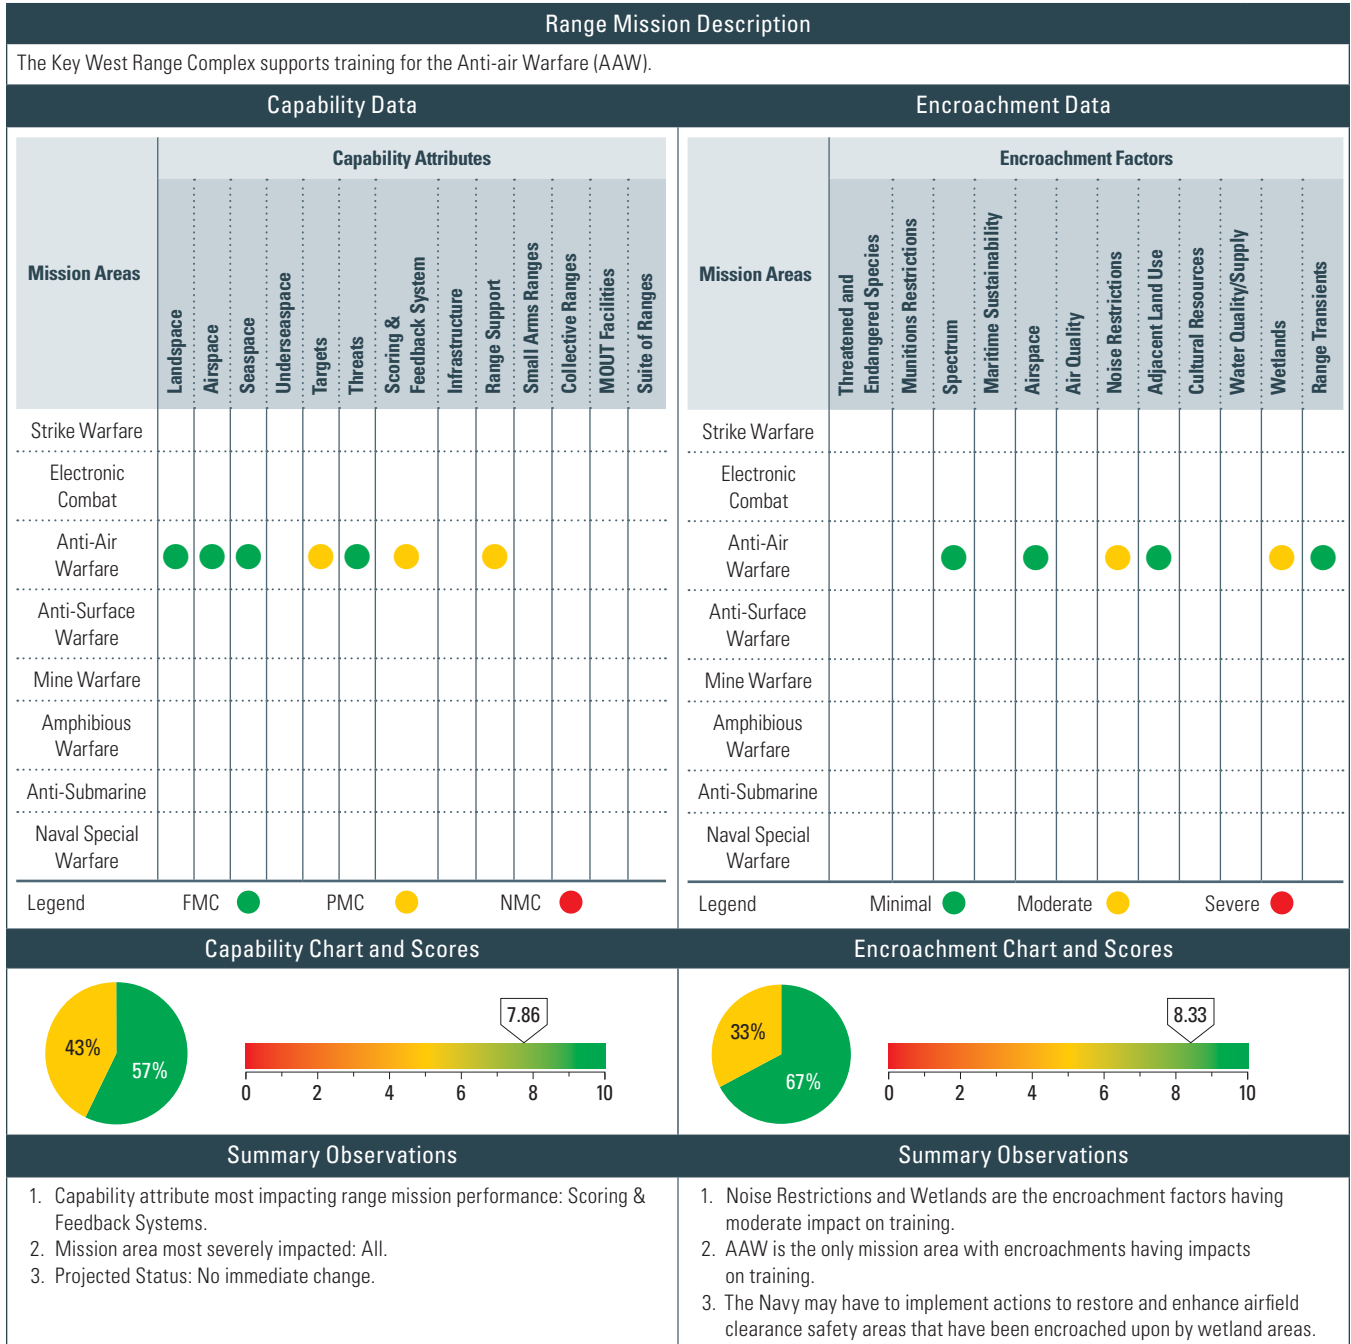 Range Mission Description
The Key West Range Complex supports training for the Anti-air Warfare (AAW).
Capability Data
Mission Areas
Capability Attributes
Landspace
Airspace
Seaspace
Underseaspace
Targets
Threats
Scoring &
Feedback System
Infrastructure
Range Support
Small Arms Ranges
Collective Ranges
MOUT Facilities
Suite of Ranges
Strike Warfare
Electronic
Combat
Anti-Air
Warfare
Anti-Surface
Warfare
Mine Warfare
Amphibious
Warfare
Anti-Submarine
Naval Special
Warfare
Legend FMC PMC NMC
Encroachment Data
Mission Areas
Encroachment Factors
Threatened and
Endangered Species
Munitions Restrictions
Spectrum
Maritime Sustainability
Airspace
Air Quality
Noise Restrictions
Adjacent Land Use
Cultural Resources
Water Quality/Supply
Wetlands
Range Transients
Strike Warfare
Electronic
Combat
Anti-Air
Warfare
Anti-Surface
Warfare
Mine Warfare
Amphibious
Warfare
Anti-Submarine
Naval Special
Warfare
Legend Minimal Moderate Severe
Capability Chart and Scores
43%
57%
7.86
0 2 4 6 8 10
Encroachment Chart and Scores
33%
67%
8.33
0 2 4 6 8 10
Summary Observations
1. Capability attribute most impacting range mission performance: Scoring &
Feedback Systems.
2. Mission area most severely impacted: All.
3. Projected Status: No immediate change.
Summary Observations
1. Noise Restrictions and Wetlands are the encroachment factors having
moderate impact on training.
2. AAW is the only mission area with encroachments having impacts
on training.
3. The Navy may have to implement actions to restore and enhance airfield
clearance safety areas that have been encroached upon by wetland areas.